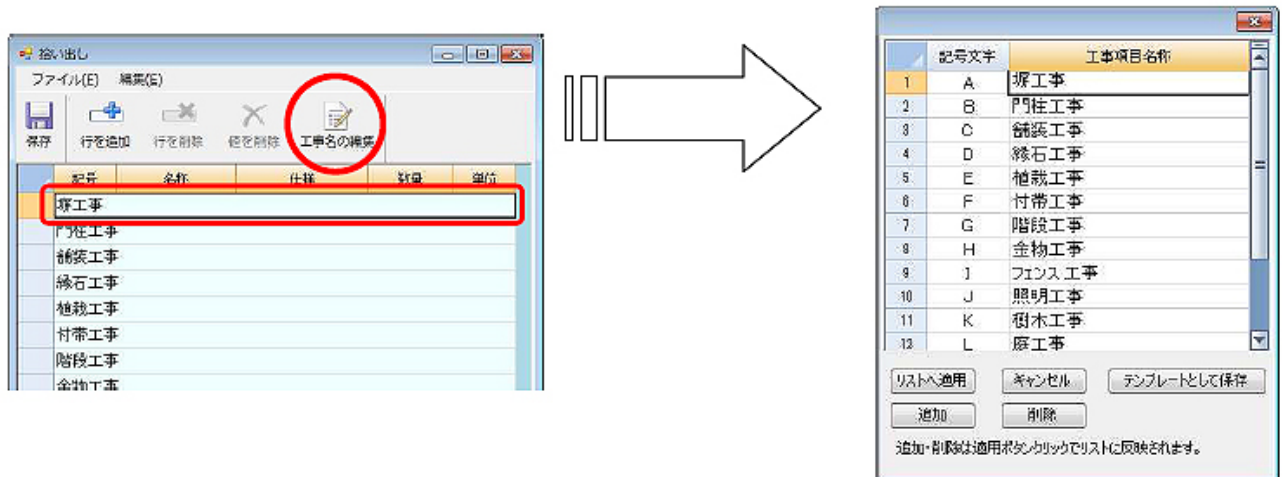 拾い出し
ファイル(E) 編集(E)
保存 行を追加 行を削除 値を削除 工事名の編集
記号 名称 仕様 数量 単位
塀工事
門柱工事
舗装工事
縁石工事
植栽工事
付帯工事
階段工事
金物工事
記号文字 工事項目名称
1 A 塀工事
2 B 門柱工事
3 C 舗装工事
4 D 縁石工事
5 E 植栽工事
6 F 付帯工事
7 G 階段工事
8 H 金物工事
9 I フェンス工事
10 J 照明工事
11 K 樹木工事
12 L 庭工事
リストへ適用 キャンセル テンプレートとして保存
追加 削除
追加・削除は適用ボタンクリックでリストに反映されます。